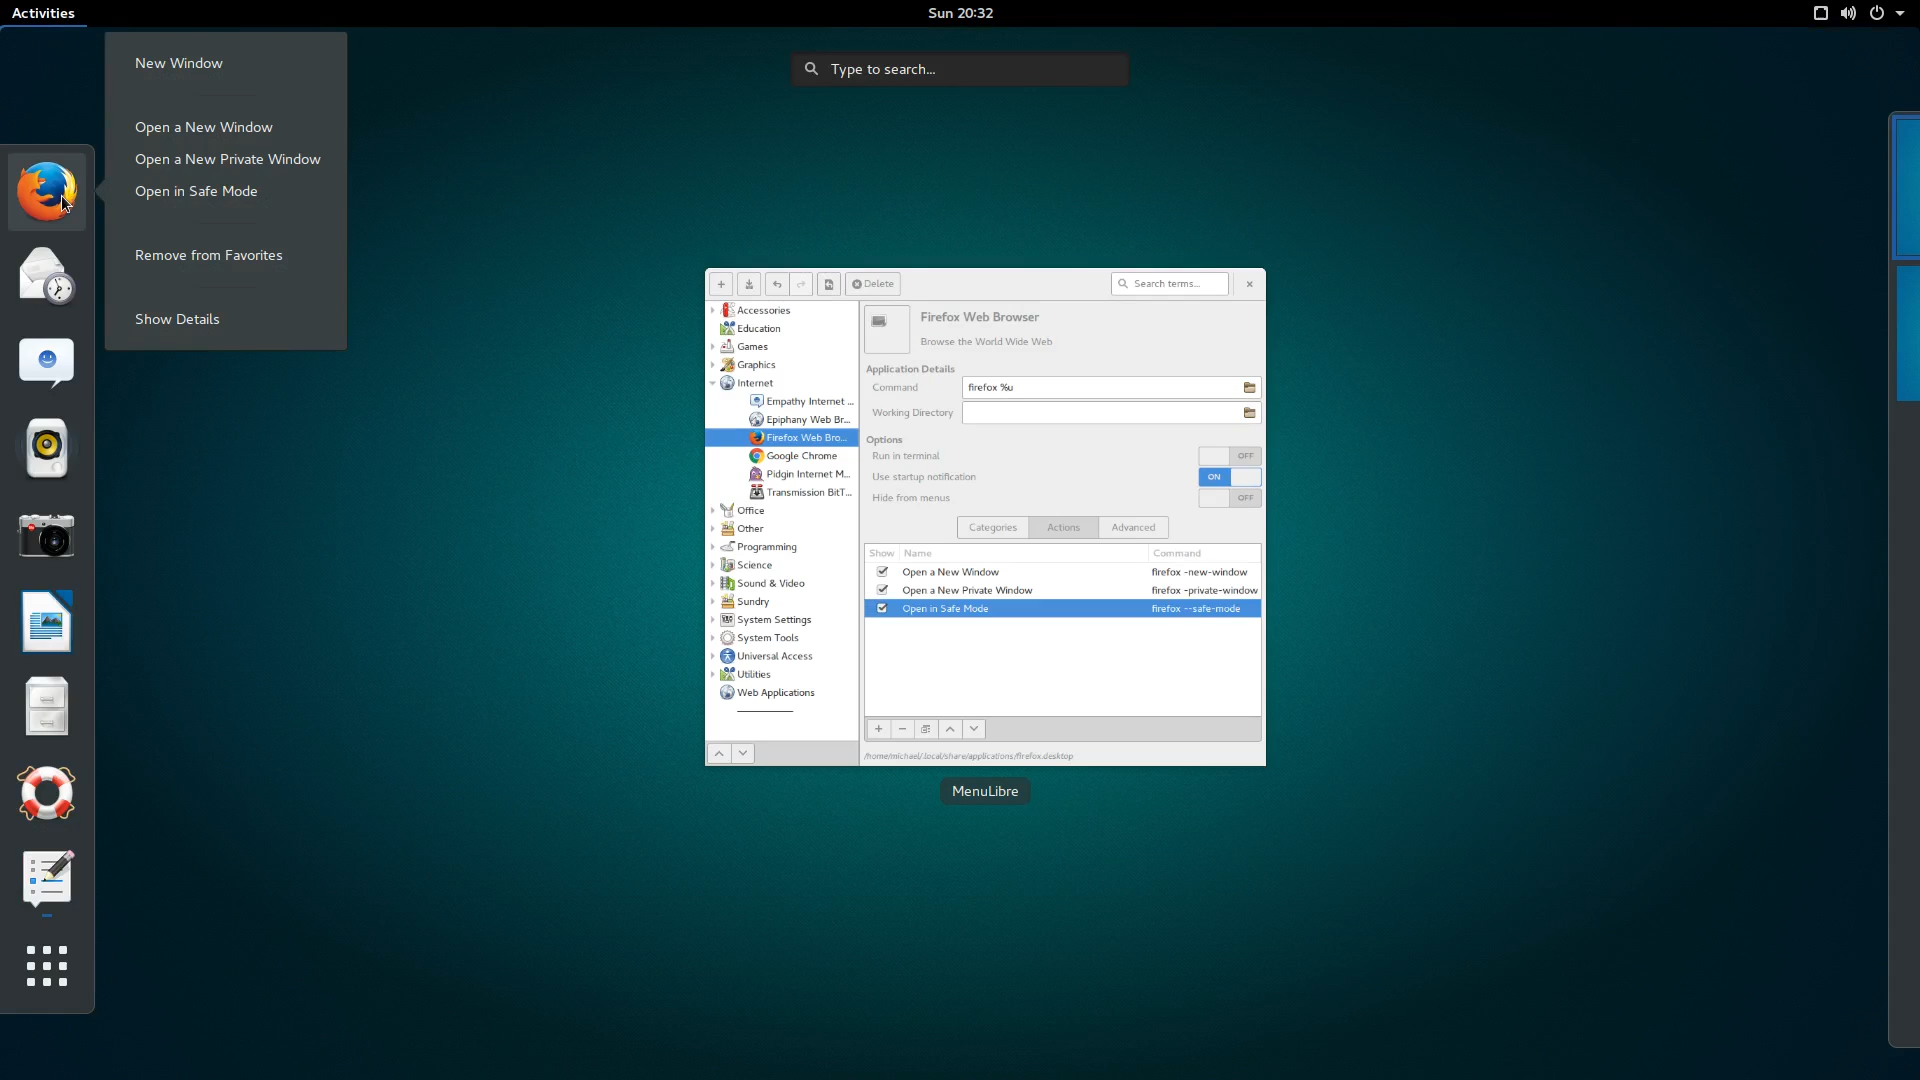 Activities
Sun 20:32
New Window
Open a New Window
Open a New Private Window
Open in Safe Mode
Remove from Favorites
Show Details
Type to search...
Delete
Search terms...
Accessories
Education
Games
Graphics
Internet
Empathy Internet ...
Epiphany Web Br...
Firefox Web Bro...
Google Chrome
Pidgin Internet M...
Transmission BitT...
Office
Other
Programming
Science
Sound & Video
Sundry
System Settings
System Tools
Universal Access
Utilities
Web Applications
Firefox Web Browser
Browse the World Wide Web
Application Details
Command firefox %u
Working Directory
Options
Run in terminal OFF
Use startup notification ON
Hide from menus OFF
Categories Actions Advanced
Show Name Command
Open a New Window firefox -new-window
Open a New Private Window firefox -private-window
Open in Safe Mode firefox --safe-mode
/home/michael/.local/share/applications/firefox.desktop
MenuLibre